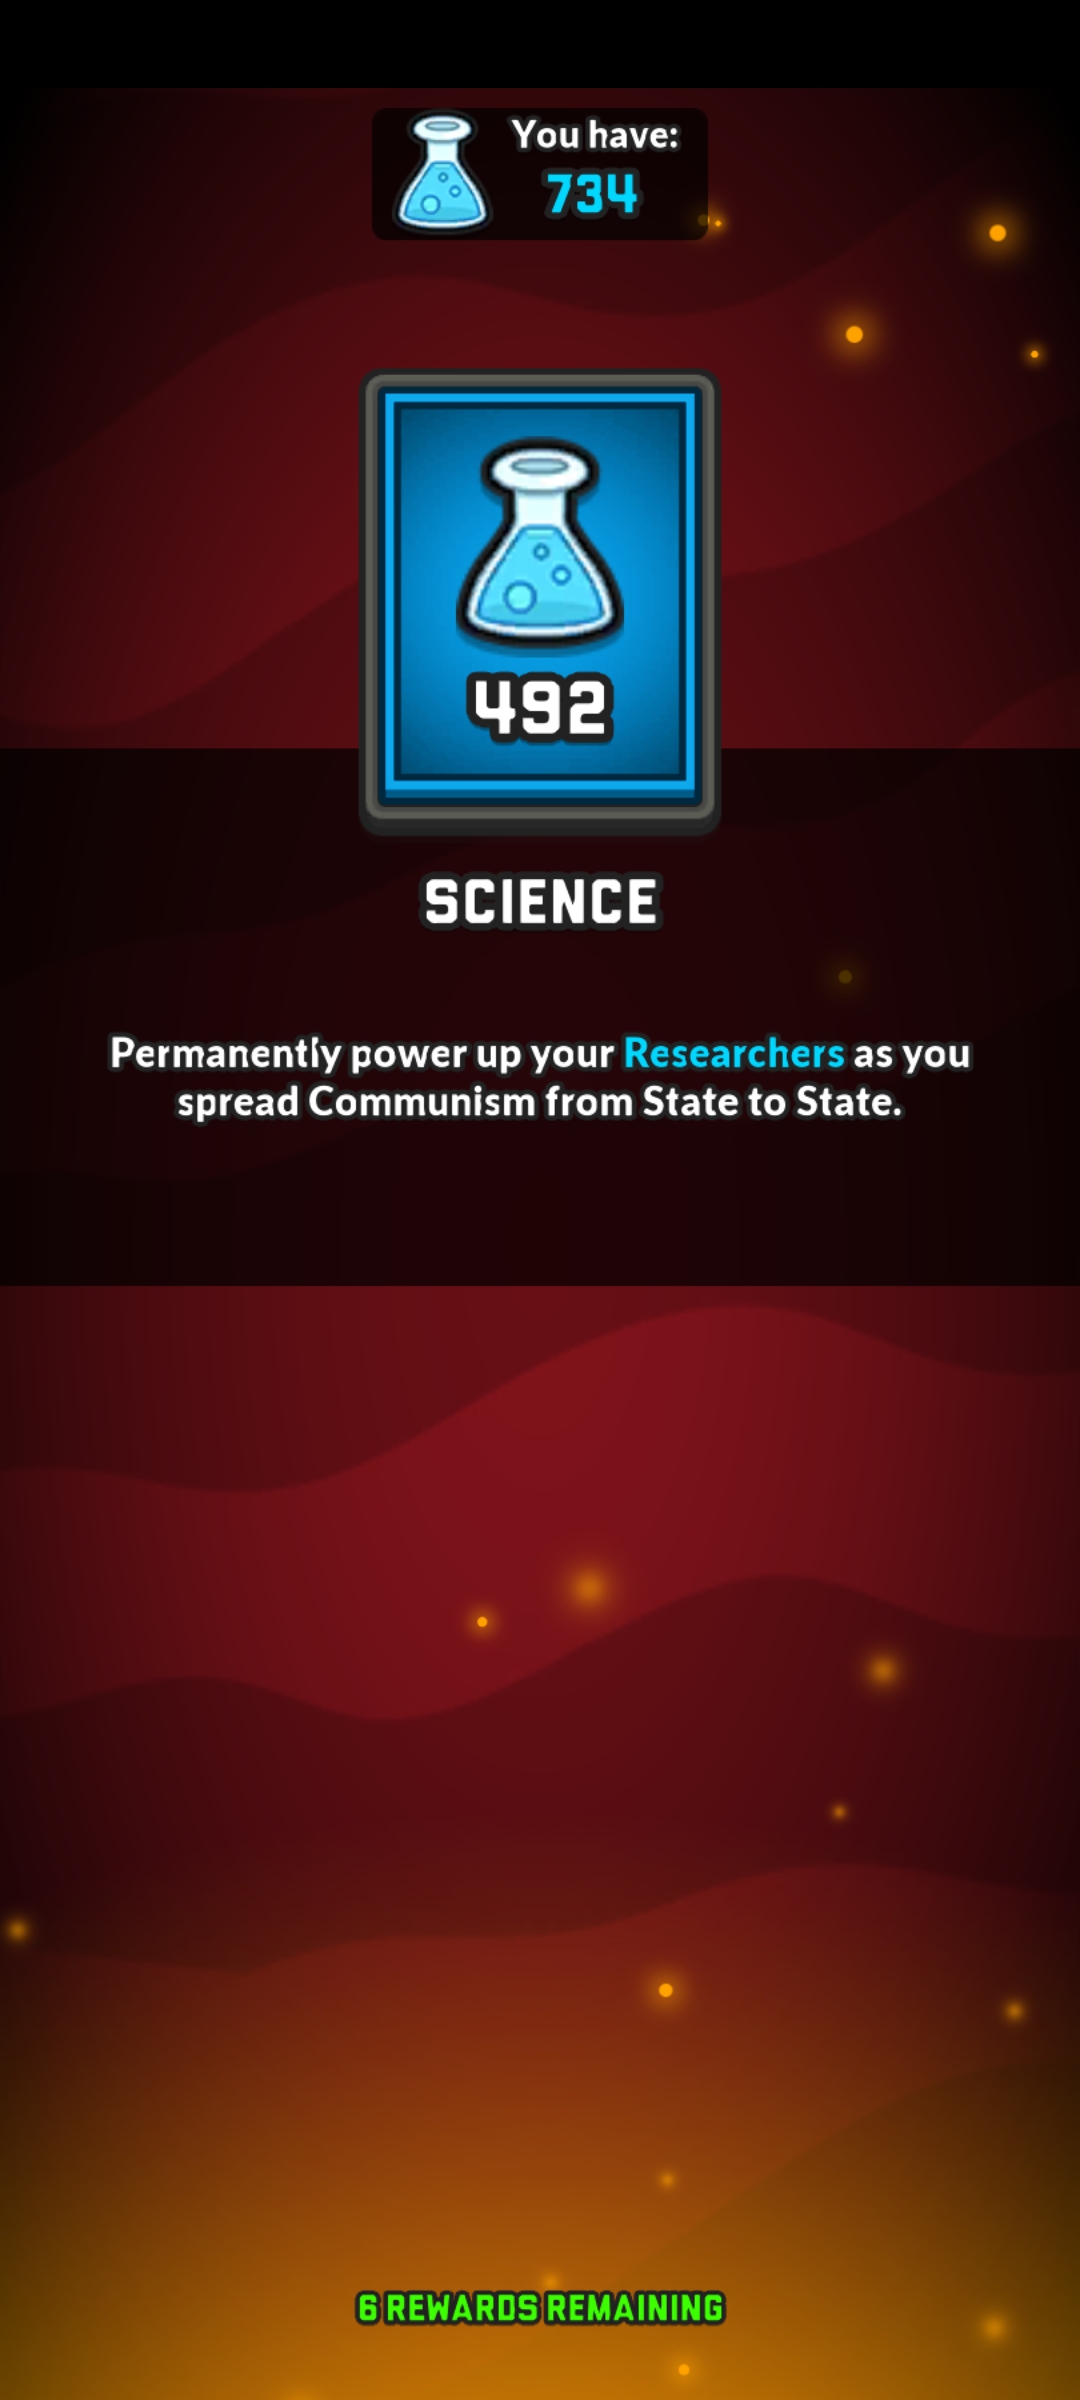 You have:
734
492
SCIENCE
Permanently power up your Researchers as you
spread Communism from State to State.
6 REWARDS REMAINING